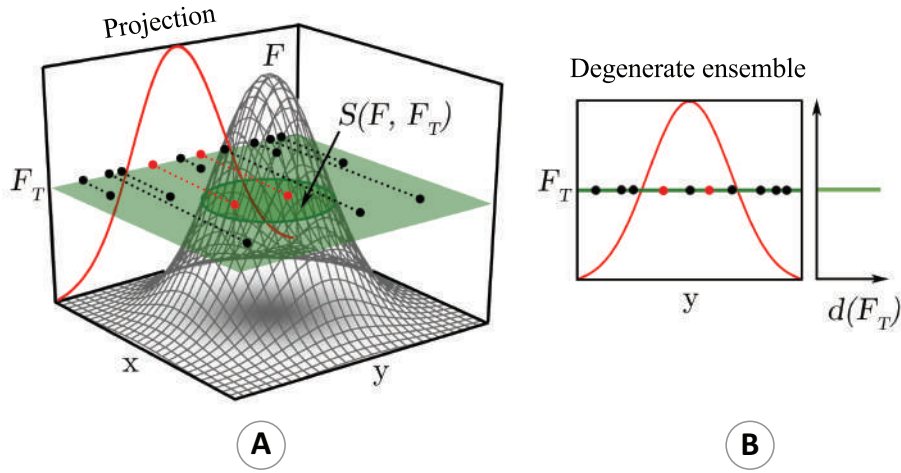 Projection
F
S(F, F_T)
F_T
x
y
A
Degenerate ensemble
F_T
y
d(F_T)
B